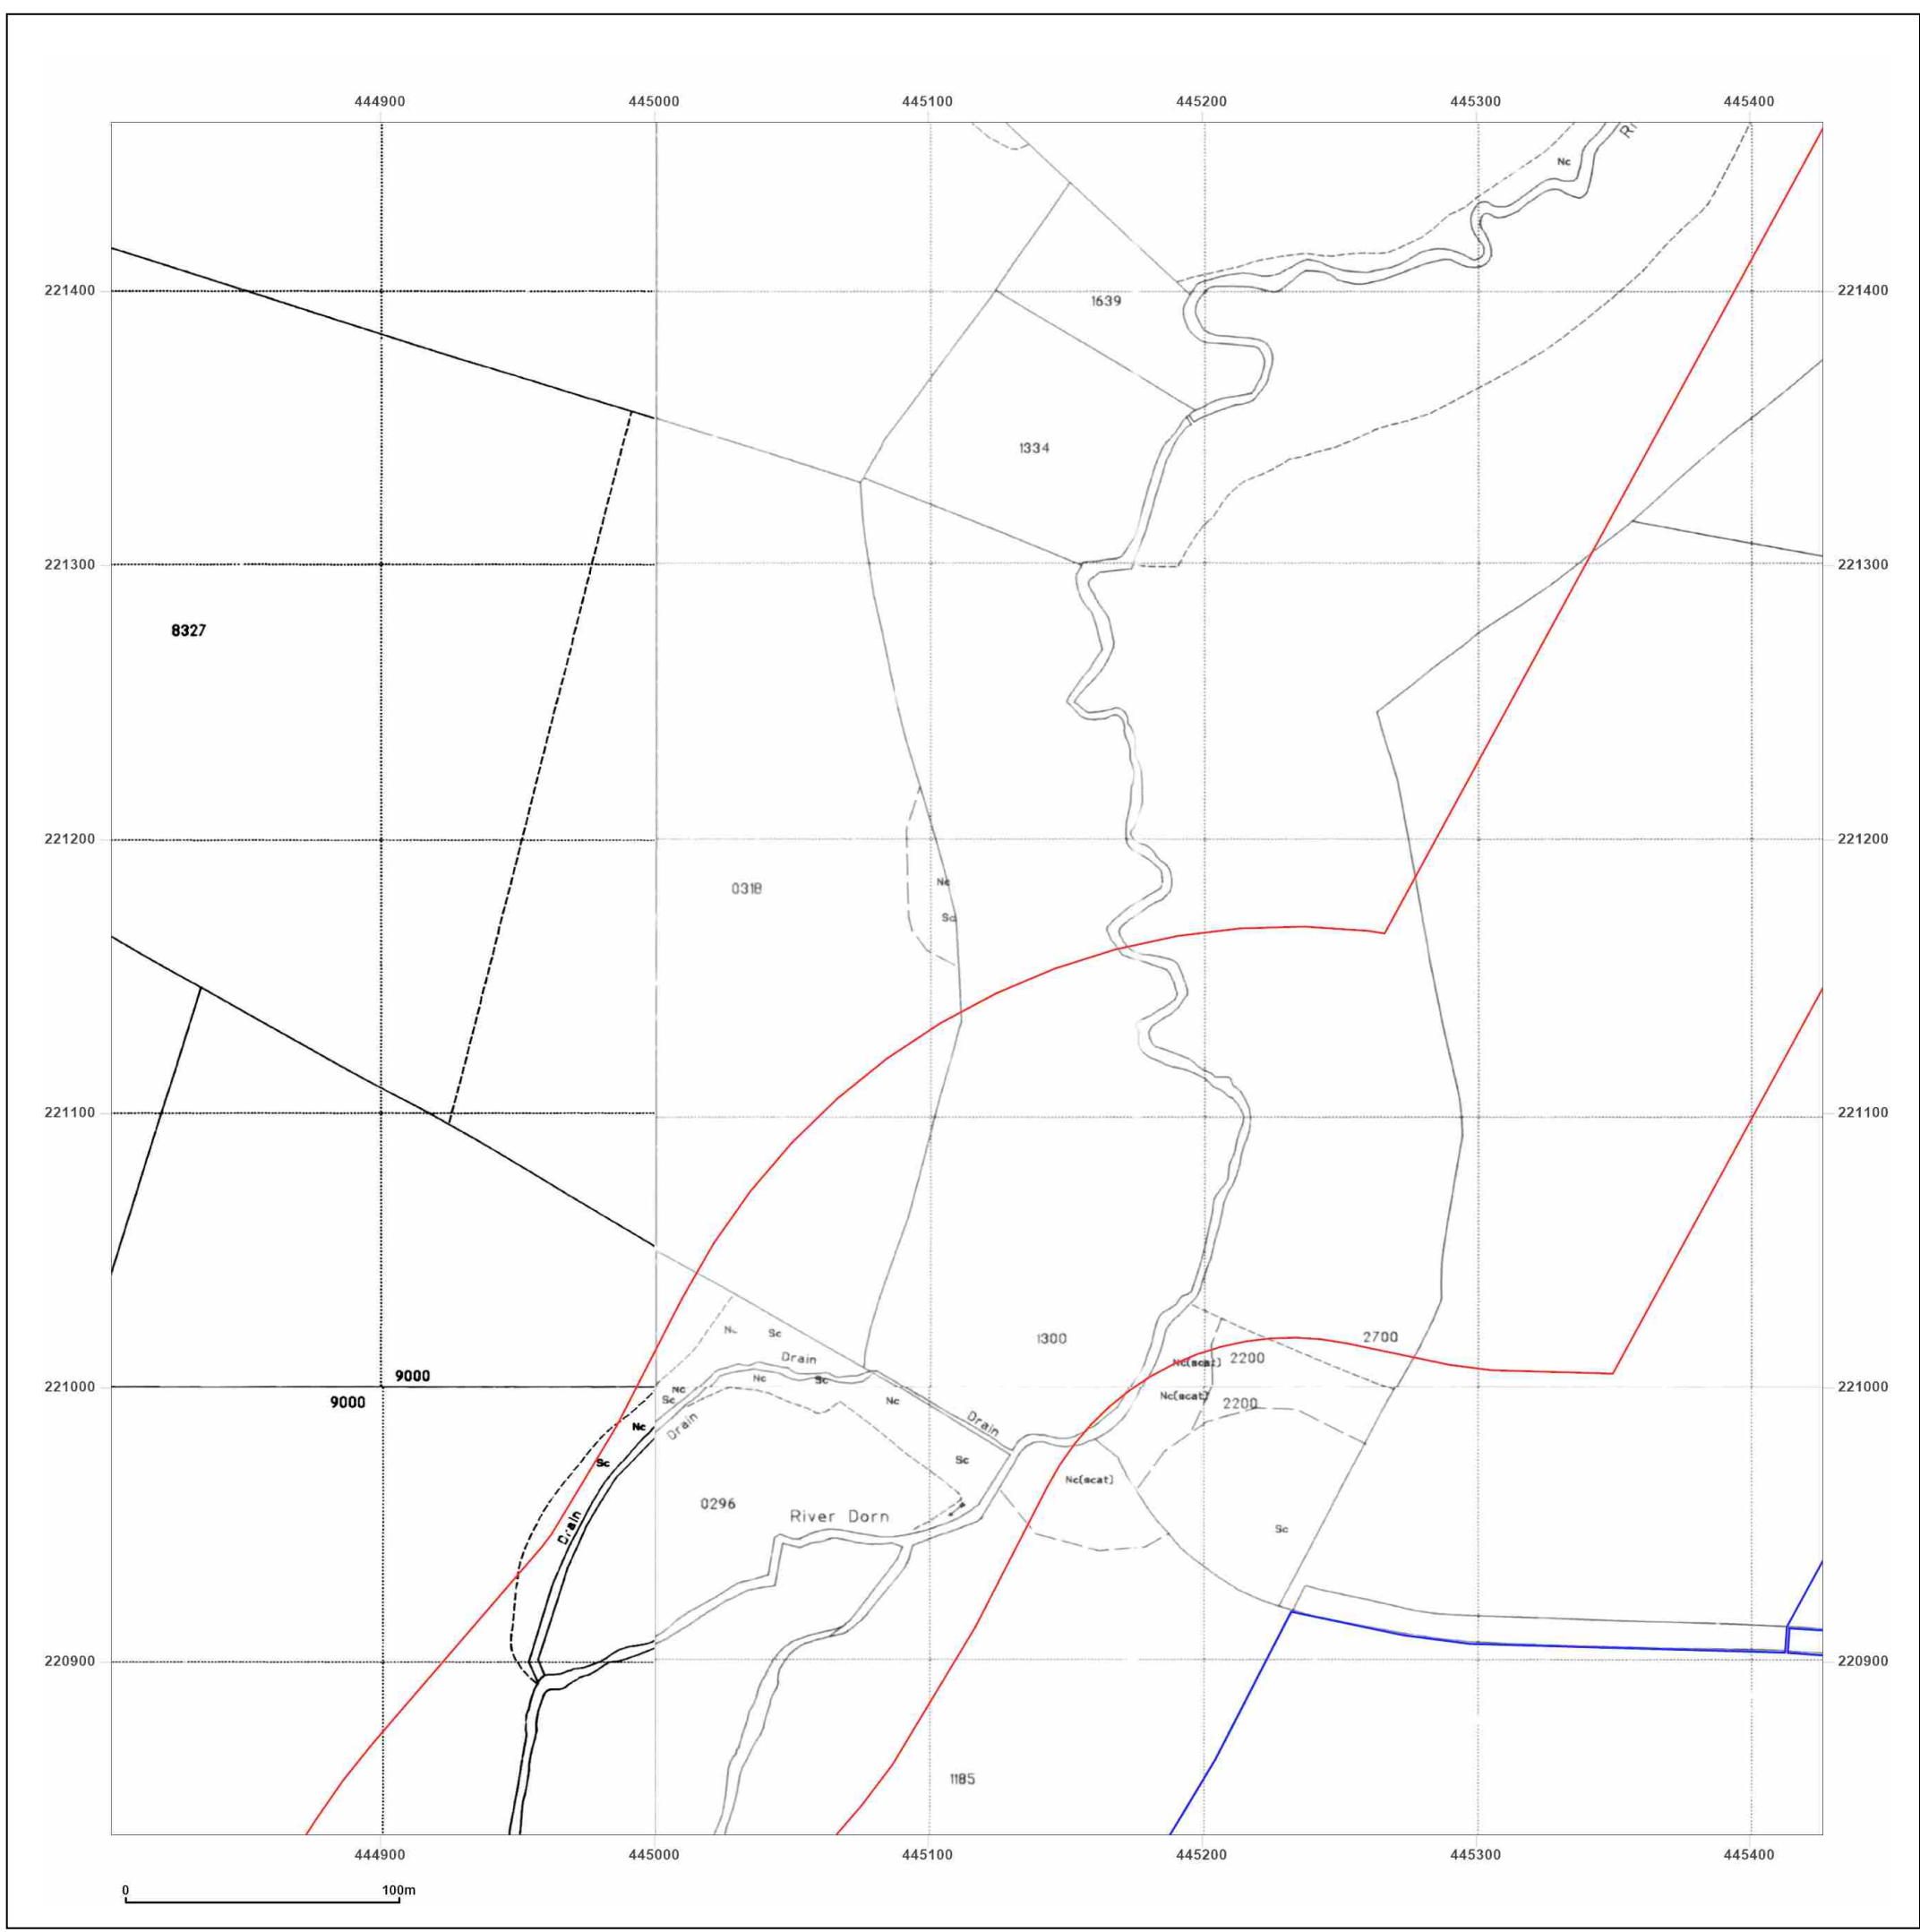 444900 445000 445100 445200 445300 445400
Nc
221400 1639 221400
1334
221300 221300
8327
221200 221200
Nc
0318
Sc
221100 221100
Nc Sc
1300
2700
Drain
Nc(scat) 2200
9000
Nc Sc
221000 Nc 221000
Sc
Nc(scat)
9000
Nc
2200
Drain
Drain
Nc
Sc
Sc
Nc(scat)
0296
River Dorn
Sc
Drain
220900 220900
1185
444900 445000 445100 445200 445300 445400
0 100m